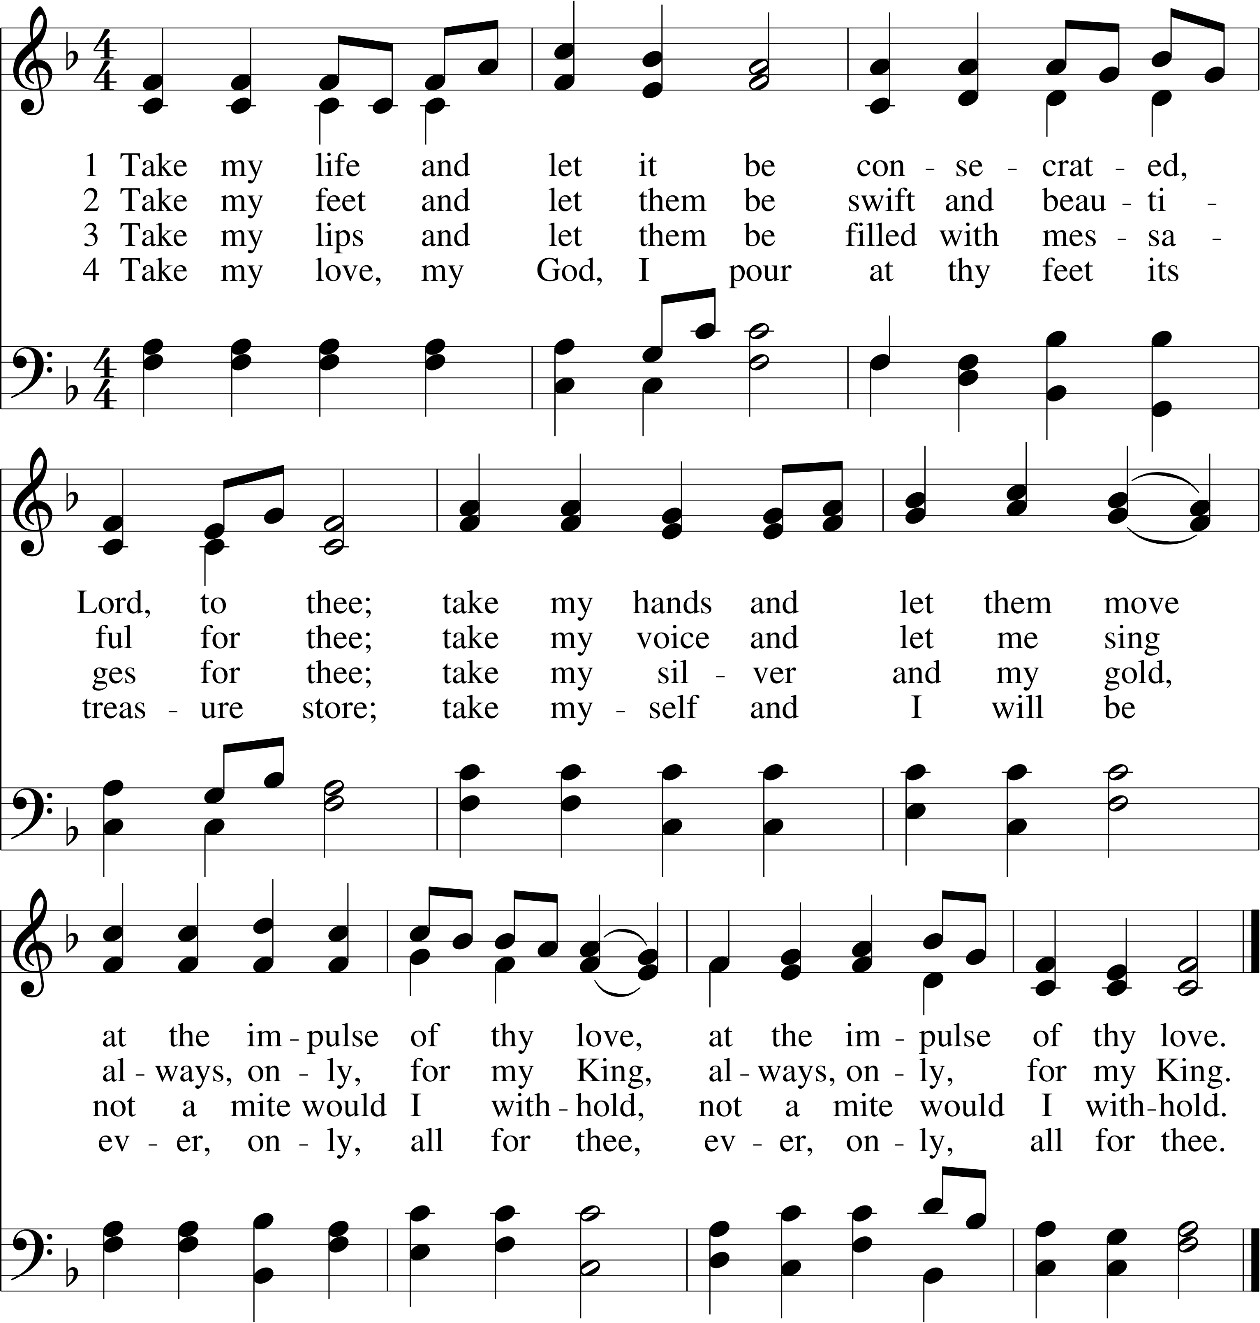 1 Take my life and let it be con - se - crat - ed,
2 Take my feet and let them be swift and beau - ti -
3 Take my lips and let them be filled with mes - sa -
4 Take my love, my God, I pour at thy feet its
Lord, to thee; take my hands and let them move
ful for thee; take my voice and let me sing
ges for thee; take my sil - ver and my gold,
treas - ure store; take my - self and I will be
at the im - pulse of thy love, at the im - pulse of thy love.
al - ways, on - ly, for my King, al - ways, on - ly, for my King.
not a mite would I with - hold, not a mite would I with - hold.
ev - er, on - ly, all for thee, ev - er, on - ly, all for thee.